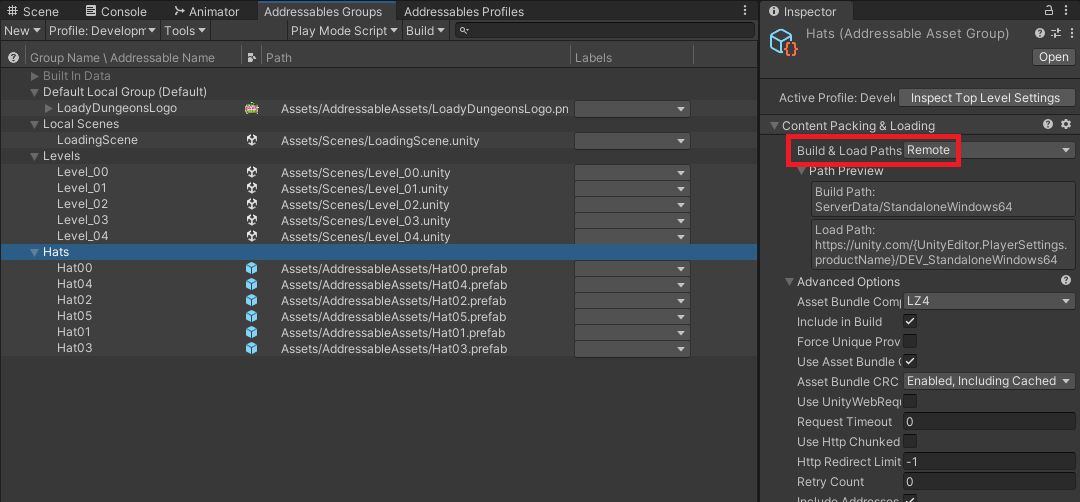 Scene Console Animator Addressables Groups Addressables Profiles
New Profile: Developm Tools Play Mode Script Build
Group Name \ Addressable Name Path Labels
Built In Data
Default Local Group (Default)
LoadyDungeonsLogo Assets/AddressableAssets/LoadyDungeonsLogo.pn
Local Scenes
LoadingScene Assets/Scenes/LoadingScene.unity
Levels
Level_00 Assets/Scenes/Level_00.unity
Level_01 Assets/Scenes/Level_01.unity
Level_02 Assets/Scenes/Level_02.unity
Level_03 Assets/Scenes/Level_03.unity
Level_04 Assets/Scenes/Level_04.unity
Hats
Hat00 Assets/AddressableAssets/Hat00.prefab
Hat04 Assets/AddressableAssets/Hat04.prefab
Hat02 Assets/AddressableAssets/Hat02.prefab
Hat05 Assets/AddressableAssets/Hat05.prefab
Hat01 Assets/AddressableAssets/Hat01.prefab
Hat03 Assets/AddressableAssets/Hat03.prefab
Inspector
Hats (Addressable Asset Group)
Open
Active Profile: Develo Inspect Top Level Settings
Content Packing & Loading
Build & Load Paths Remote
Path Preview
Build Path:
ServerData/StandaloneWindows64
Load Path:
https://unity.com/{UnityEditor.PlayerSettings.
productName}/DEV_StandaloneWindows64
Advanced Options
Asset Bundle Comp LZ4
Include in Build
Force Unique Prov
Use Asset Bundle C
Asset Bundle CRC Enabled, Including Cached
Use UnityWebRequ
Request Timeout 0
Use Http Chunked
Http Redirect Limit -1
Retry Count 0
Include Addresses